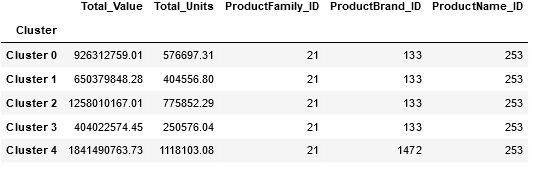 Total_Value Total_Units ProductFamily_ID ProductBrand_ID ProductName_ID
Cluster
Cluster 0 926312759.01 576697.31 21 133 253
Cluster 1 650379848.28 404556.80 21 133 253
Cluster 2 1258010167.01 775852.29 21 133 253
Cluster 3 404022574.45 250576.04 21 133 253
Cluster 4 1841490763.73 1118103.08 21 1472 253